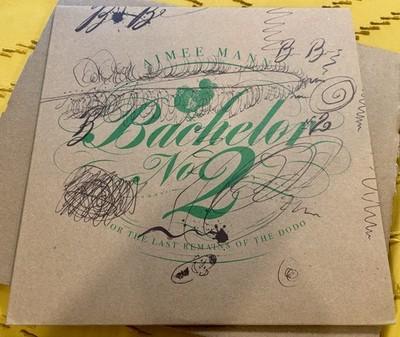 B B
AIMEE MANN
B B
Bachelor
No 2
OR THE LAST REMAINS OF THE DODO